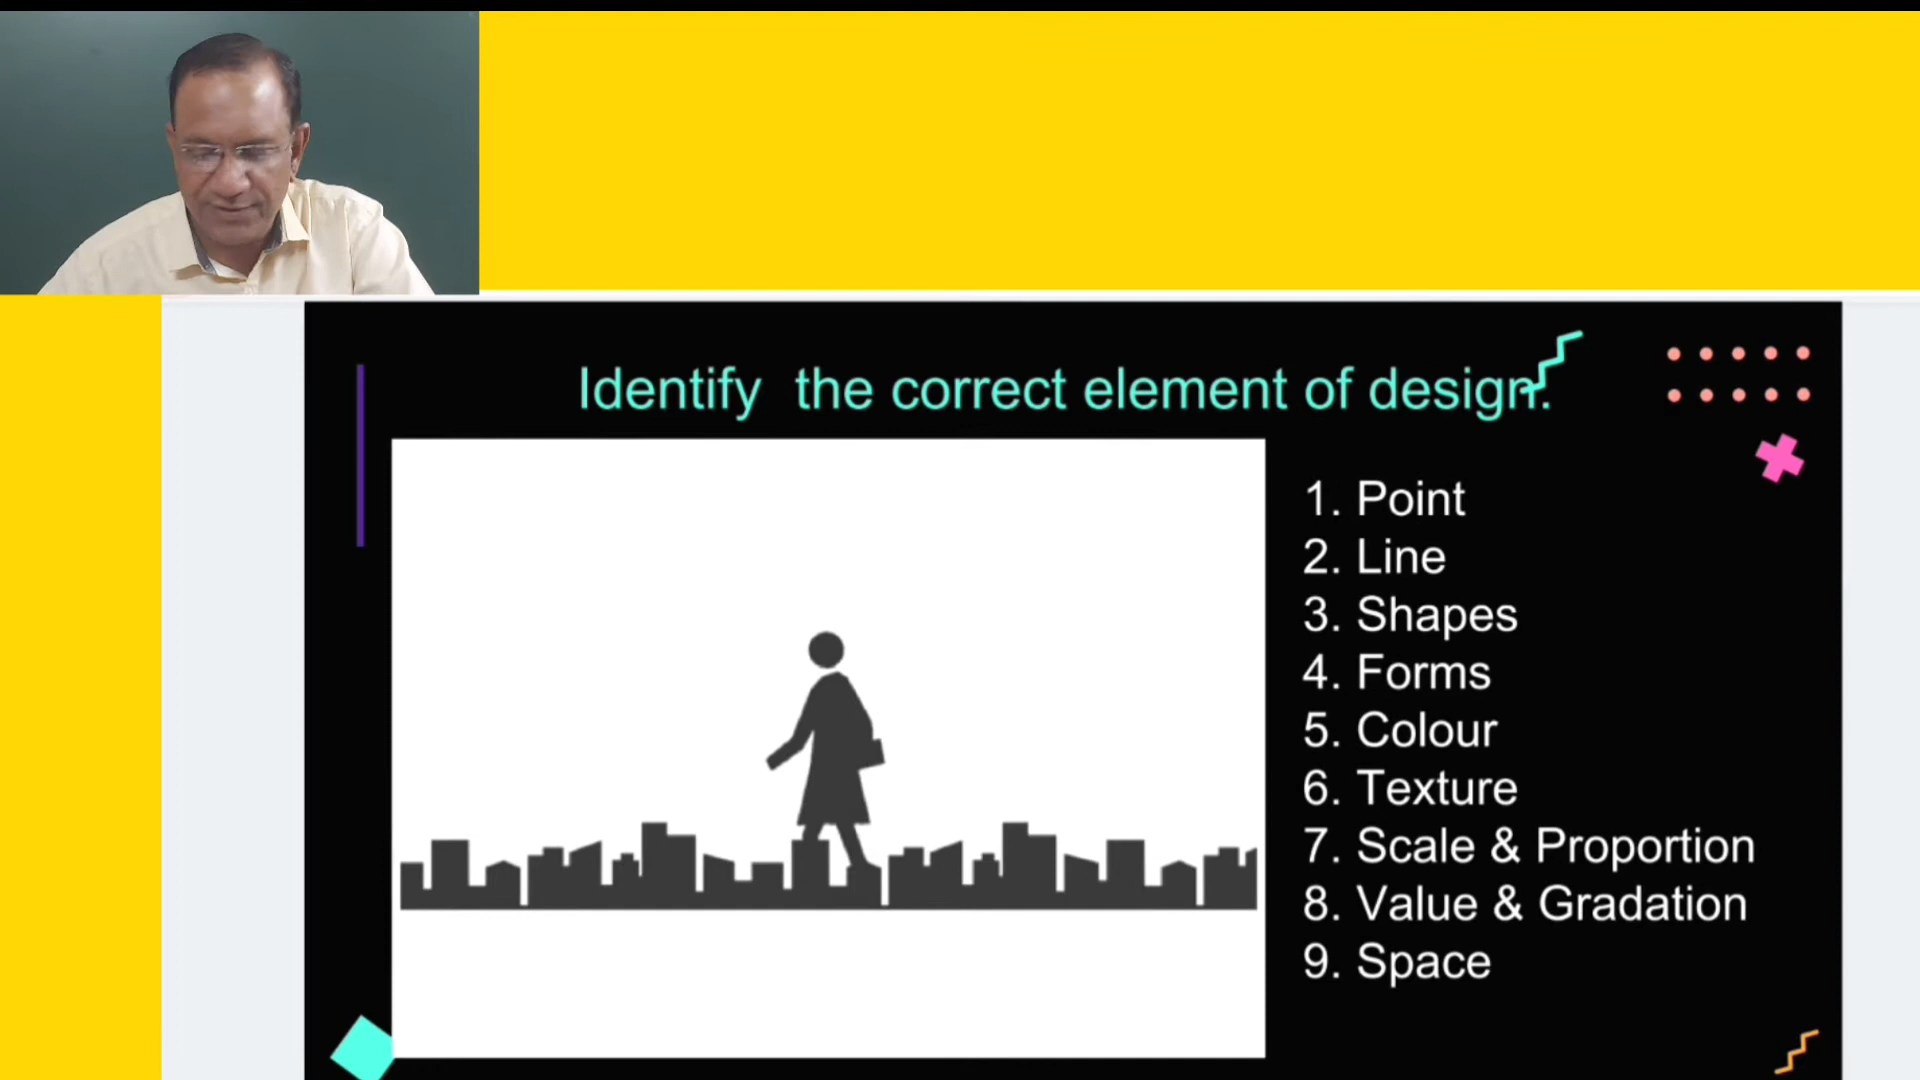 Identify the correct element of design.
1. Point
2. Line
3. Shapes
4. Forms
5. Colour
6. Texture
7. Scale & Proportion
8. Value & Gradation
9. Space